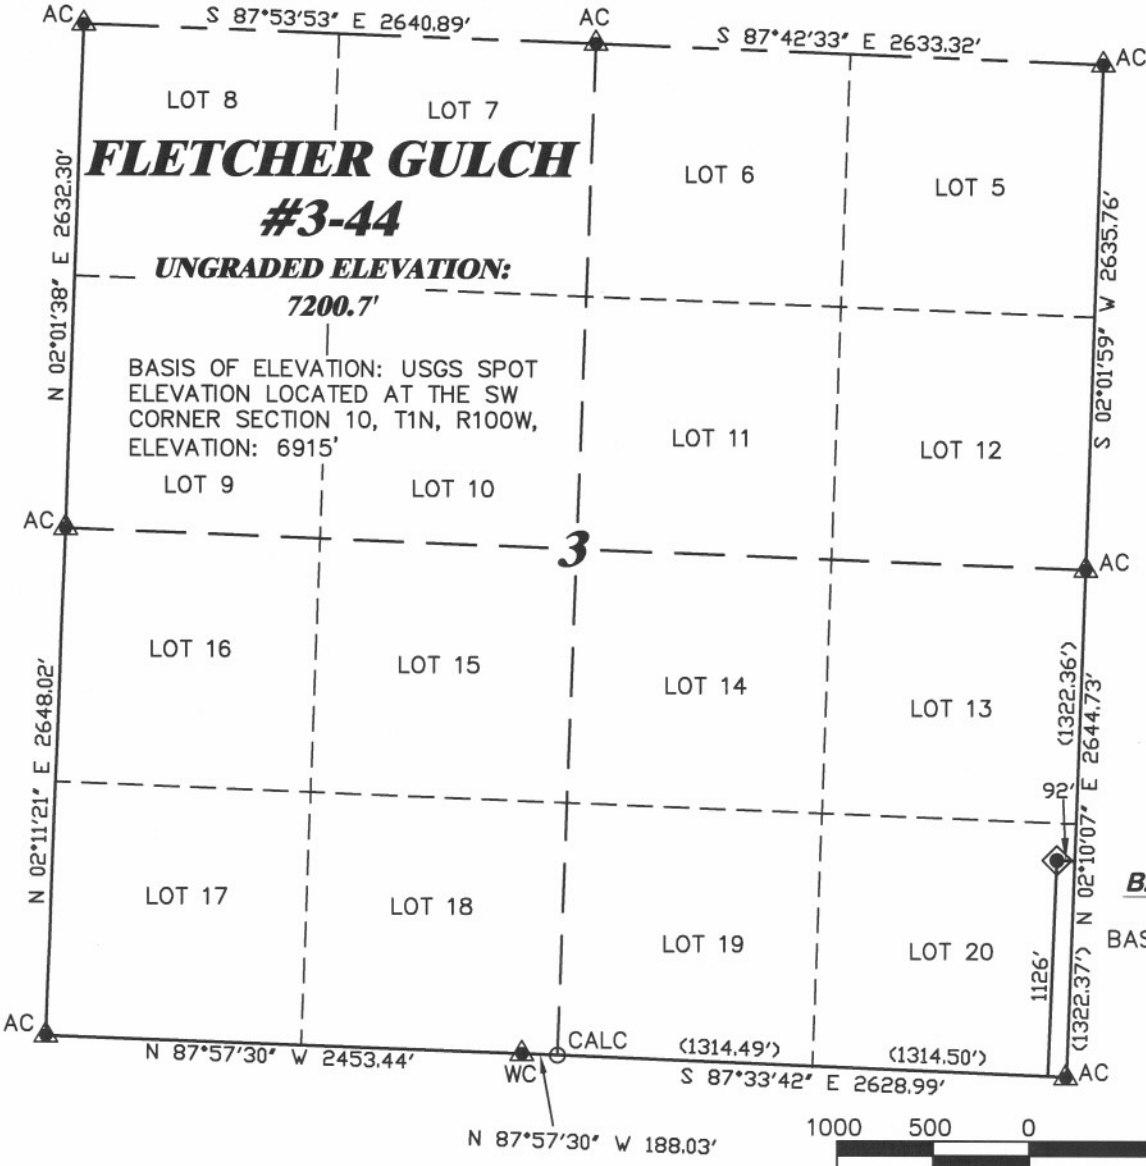 AC
S 87°53'53" E 2640.89'
AC
S 87°42'33" E 2633.32'
AC
LOT 8
LOT 7
FLETCHER GULCH
#3-44
UNGRADED ELEVATION:
7200.7'
LOT 6
LOT 5
N 02°01'38" E 2632.30'
S 02°01'59" W 2635.76'
BASIS OF ELEVATION: USGS SPOT
ELEVATION LOCATED AT THE SW
CORNER SECTION 10, T1N, R100W,
ELEVATION: 6915'
LOT 9
LOT 10
LOT 11
LOT 12
AC
3
AC
LOT 16
LOT 15
LOT 14
LOT 13
N 02°11'21" E 2648.02'
(1322.36')
N 02°10'07" E 2644.73'
92'
LOT 17
LOT 18
LOT 19
LOT 20
1126'
(1322.37')
B
BAS
AC
N 87°57'30" W 2453.44'
WC
CALC
(1314.49')
(1314.50')
S 87°33'42" E 2628.99'
AC
N 87°57'30" W 188.03'
1000 500 0